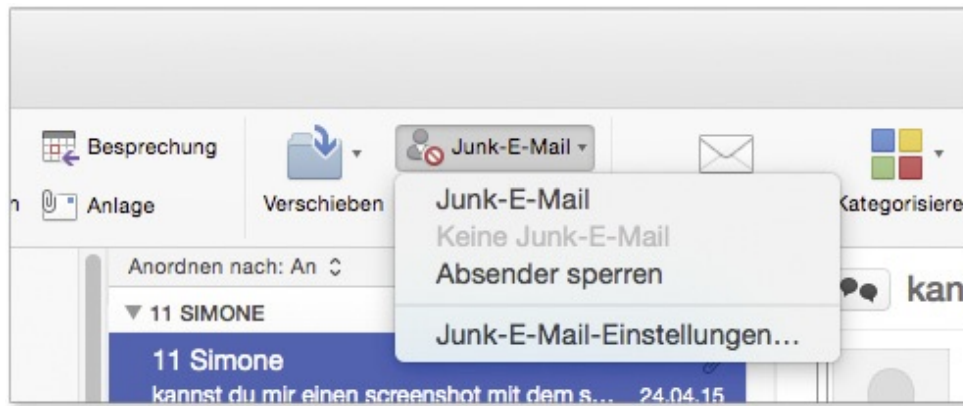 Besprechung
Junk-E-Mail
n
Anlage
Verschieben
Junk-E-Mail
Kategorisiere
Keine Junk-E-Mail
Absender sperren
Anordnen nach: An
11 SIMONE
kan
Junk-E-Mail-Einstellungen...
11 Simone
kannst du mir einen screenshot mit dem s... 24.04.15